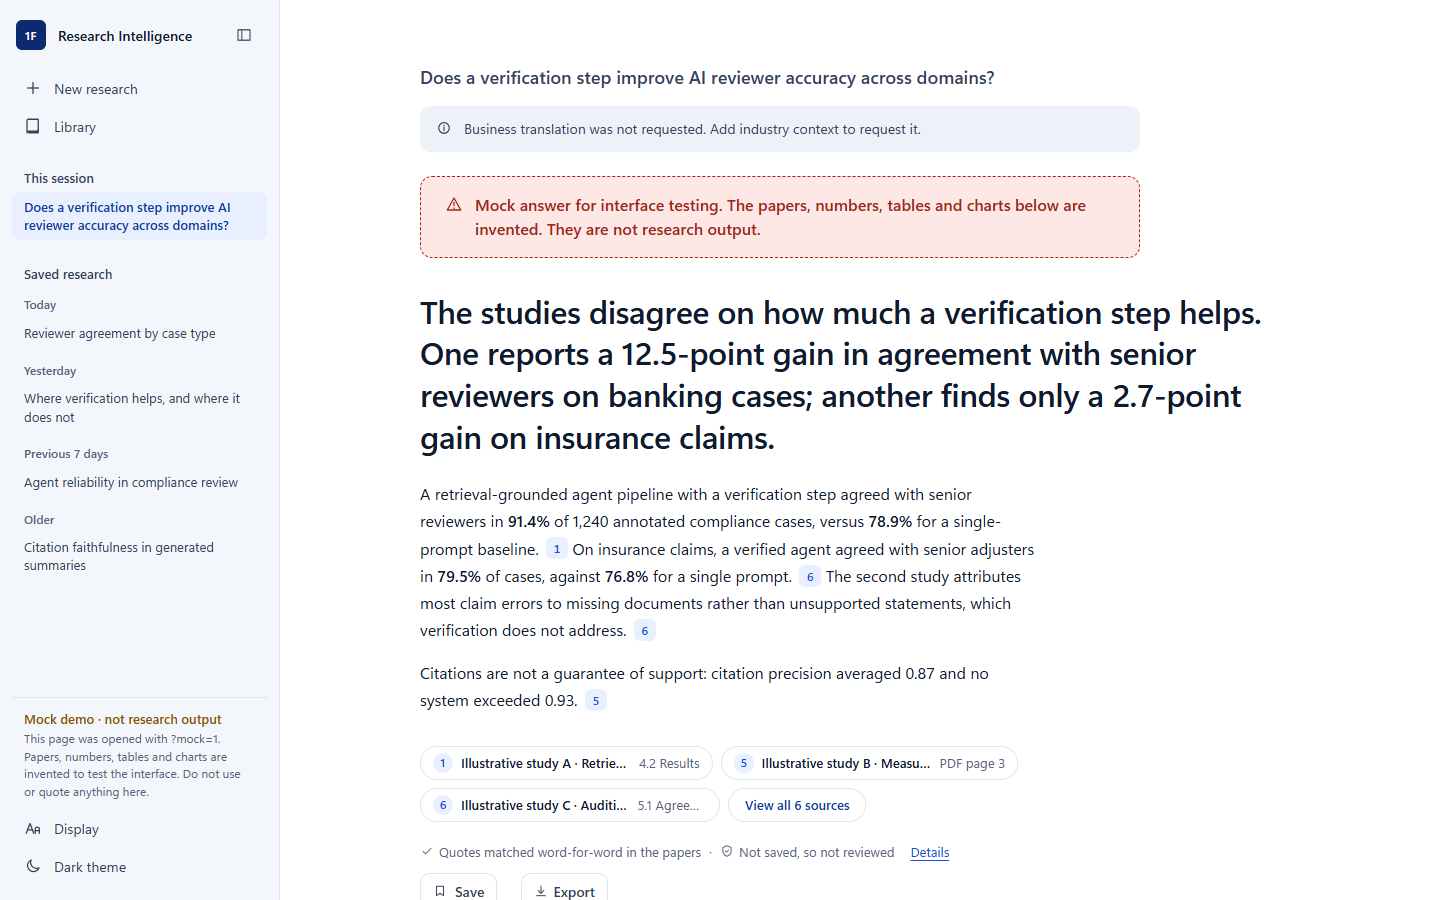 1F
Research Intelligence
New research
Library
This session
Does a verification step improve AI
reviewer accuracy across domains?
Saved research
Today
Reviewer agreement by case type
Yesterday
Where verification helps, and where it
does not
Previous 7 days
Agent reliability in compliance review
Older
Citation faithfulness in generated
summaries
Mock demo · not research output
This page was opened with ?mock=1.
Papers, numbers, tables and charts are
invented to test the interface. Do not use
or quote anything here.
Display
Dark theme
Does a verification step improve AI reviewer accuracy across domains?
Business translation was not requested. Add industry context to request it.
Mock answer for interface testing. The papers, numbers, tables and charts below are
invented. They are not research output.
The studies disagree on how much a verification step helps.
One reports a 12.5-point gain in agreement with senior
reviewers on banking cases; another finds only a 2.7-point
gain on insurance claims.
A retrieval-grounded agent pipeline with a verification step agreed with senior
reviewers in 91.4% of 1,240 annotated compliance cases, versus 78.9% for a single-
prompt baseline. 1 On insurance claims, a verified agent agreed with senior adjusters
in 79.5% of cases, against 76.8% for a single prompt. 6 The second study attributes
most claim errors to missing documents rather than unsupported statements, which
verification does not address. 6
Citations are not a guarantee of support: citation precision averaged 0.87 and no
system exceeded 0.93. 5
1 Illustrative study A · Retrie... 4.2 Results
5 Illustrative study B · Measu... PDF page 3
6 Illustrative study C · Auditi... 5.1 Agree...
View all 6 sources
Quotes matched word-for-word in the papers · Not saved, so not reviewed Details
Save
Export